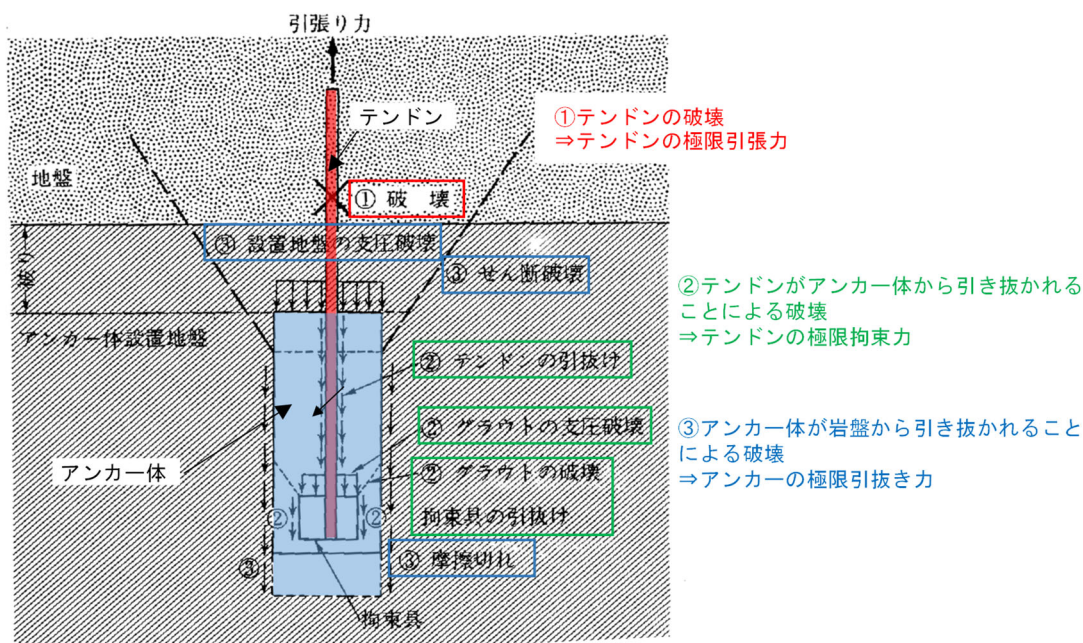 引張り力
テンドン
①テンドンの破壊
⇒テンドンの極限引張力
地盤
① 破 壊
③ 設置地盤の支圧破壊
③ せん断破壊
被り
アンカー体設置地盤
②テンドンがアンカー体から引き抜かれる
ことによる破壊
⇒テンドンの極限拘束力
② テンドンの引抜け
② グラウトの支圧破壊
アンカー体
② グラウトの破壊
拘束具の引抜け
③アンカー体が岩盤から引き抜かれること
による破壊
⇒アンカーの極限引抜き力
②
②
③
③ 摩擦切れ
拘束具